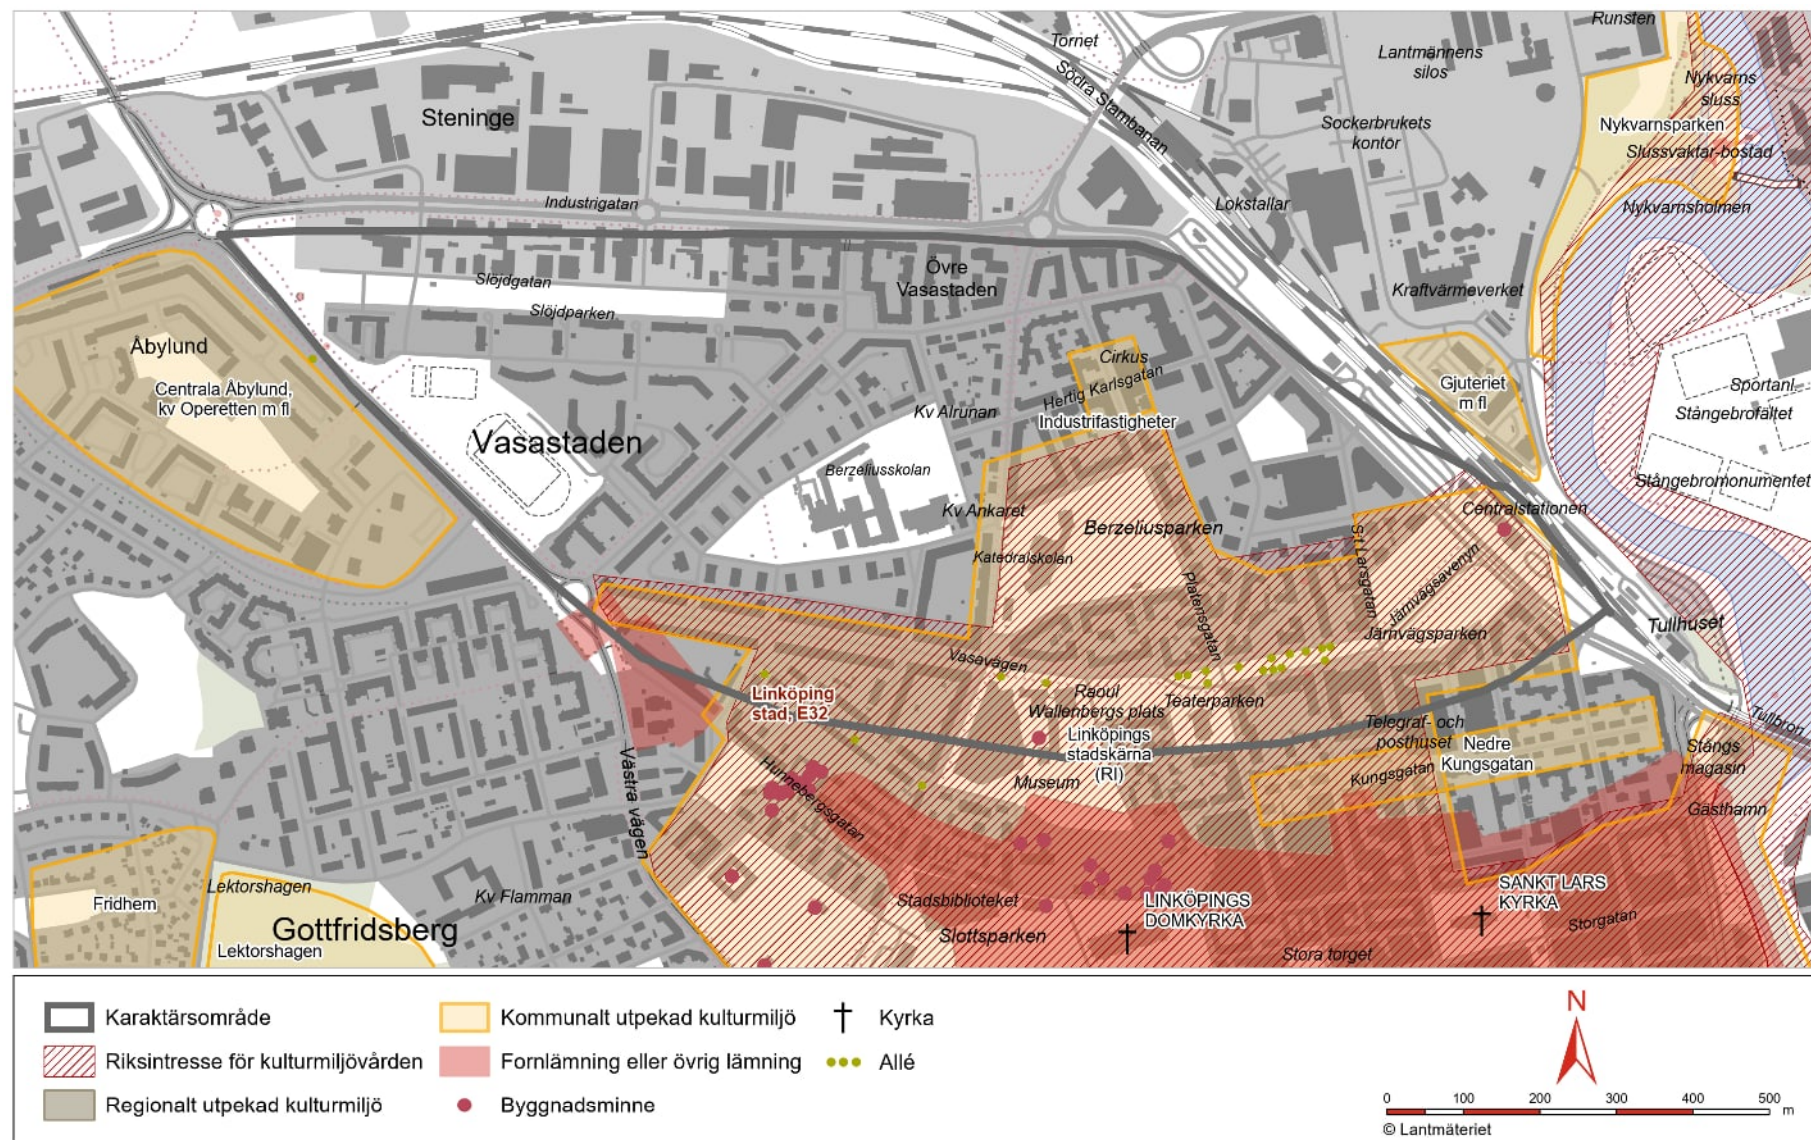 Runsten
Tornet
Lantmännens
silos
Södra Stambanan
Nykvarns
sluss
Steninge
Nykvarnsparken
Sockerbrukets
kontor
Slussvaktar-bostad
Industrigatan
Lokstallar
Nykvarnsholmen
Övre
Vasastaden
Slöjdgatan
Kraftvärmeverket
Slöjdparken
Åbylund
Cirkus
Hertig Karlsgatan
Centrala Åbylund,
kv Operetten m fl
Gjuteriet
m fl
Sportanl.
Stångebrofältet
Kv Alrunan
Industrifastigheter
Vasastaden
Berzeliusskolan
Stångebromonumentet
Kv Ankaret
Berzeliusparken
Centralstationen
Katedralskolan
S:t Larsgatan
Platensgatan
Järnvägsavenyn
Järnvägsparken
Tullhuset
Vasavägen
Linköping
stad, E32
Raoul
Wallenbergs plats
Teaterparken
Telegraf- och
posthuset
Tullbron
Linköpings
stadskärna
(RI)
Nedre
Kungsgatan
Stångs
magasin
Västra vägen
Hunnebergsgatan
Museum
Kungsgatan
Gästhamn
Lektorshagen
Fridhem
Kv Flamman
Stadsbiblioteket
LINKÖPINGS
DOMKYRKA
SANKT LARS
KYRKA
Storgatan
Gottfridsberg
Lektorshagen
Slottsparken
Stora torget
Karaktärsområde
Riksintresse för kulturmiljövården
Regionalt utpekad kulturmiljö
Kommunalt utpekad kulturmiljö
Fornlämning eller övrig lämning
Byggnadsminne
Kyrka
Allé
N
0 100 200 300 400 500 m
© Lantmäteriet